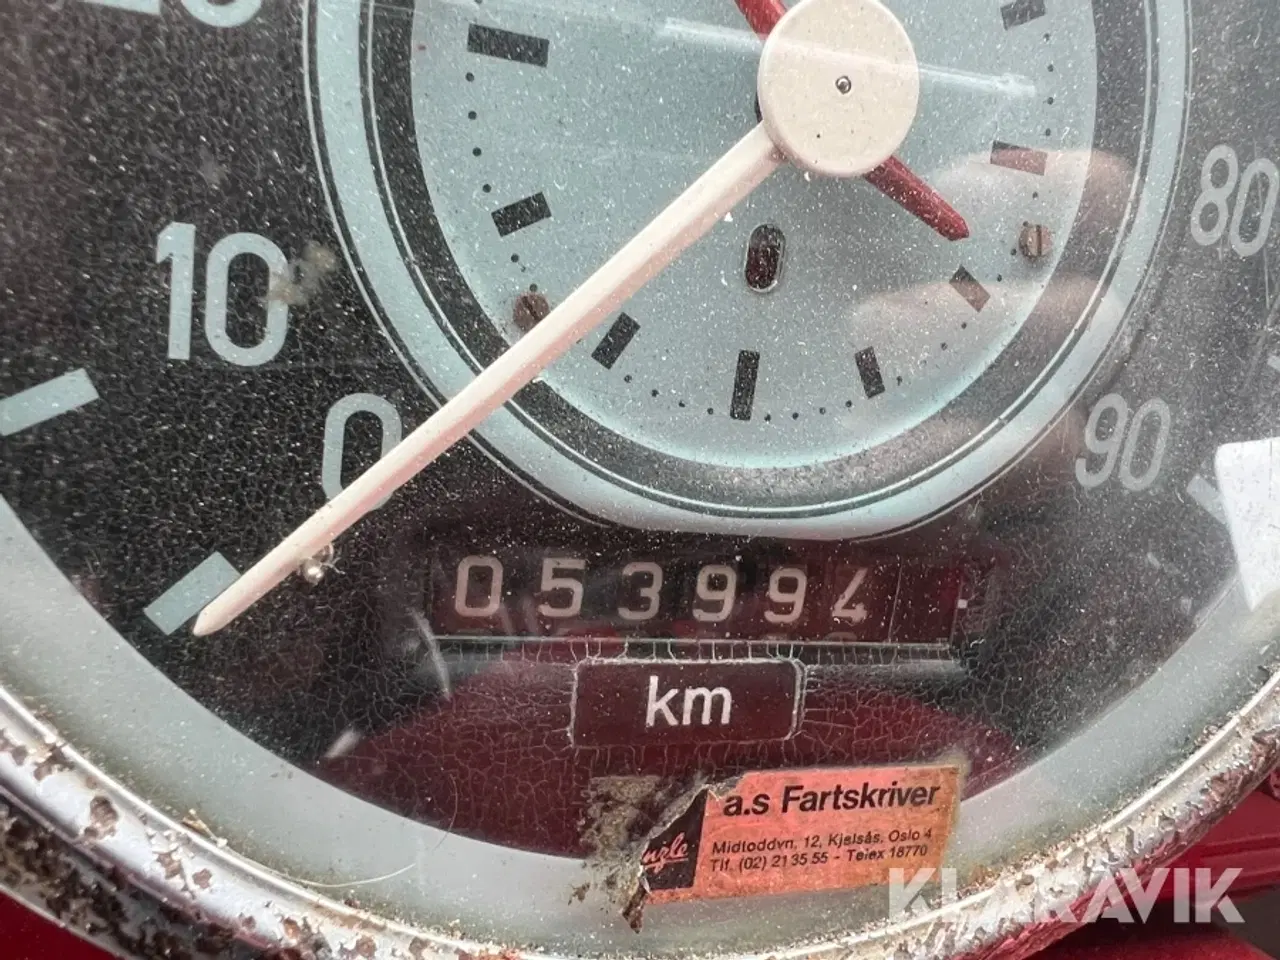 80
10
0
90
053994
km
a.s Fartskriver
Midtoddvn. 12, Kjelsås, Oslo 4
Tlf. (02) 21 35 55 - Telex 18770
KLARAVIK